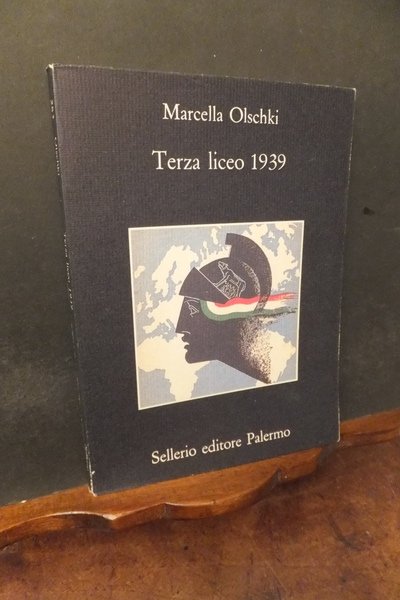 Marcella Olschki
Terza liceo 1939
Sellerio editore Palermo